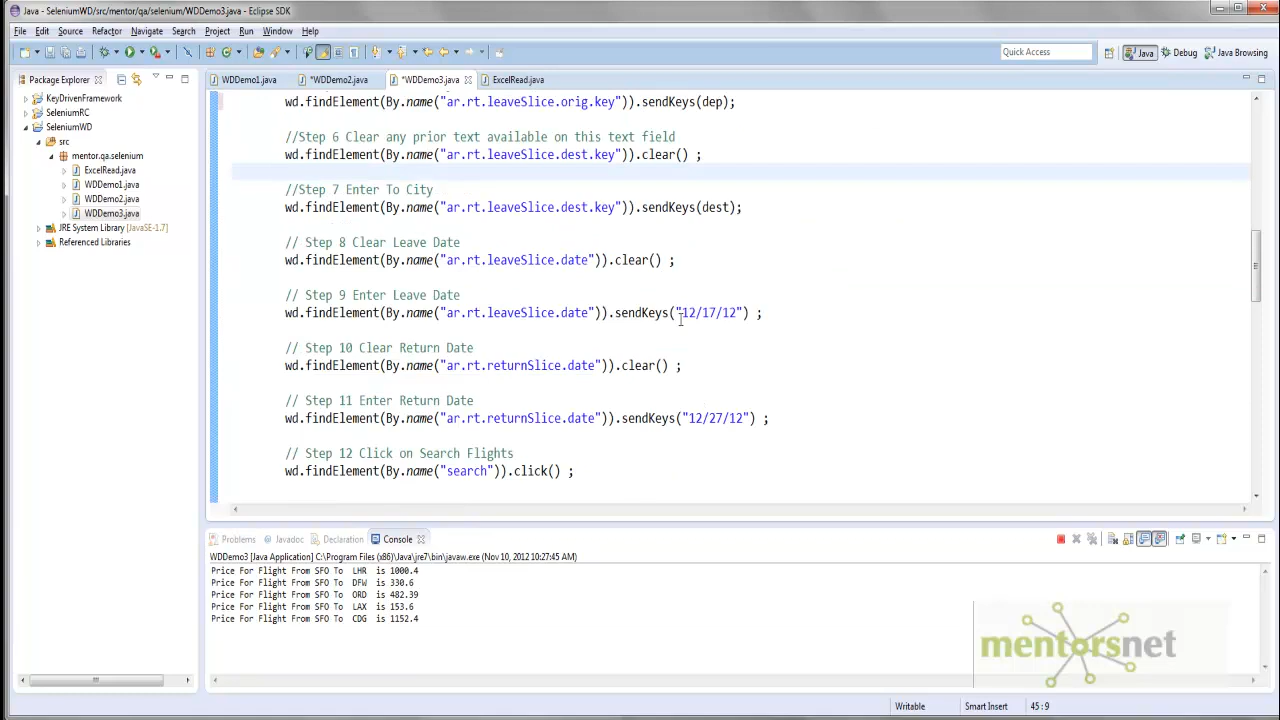 Java - SeleniumWD/src/mentor/qa/selenium/WDDemo3.java - Eclipse SDK
File Edit Source Refactor Navigate Search Project Run Window Help
Quick Access Java Debug Java Browsing
Package Explorer
KeyDrivenFramework
SeleniumRC
SeleniumWD
src
mentor.qa.selenium
ExcelRead.java
WDDemo1.java
WDDemo2.java
WDDemo3.java
JRE System Library [JavaSE-1.7]
Referenced Libraries
WDDemo1.java *WDDemo2.java *WDDemo3.java ExcelRead.java
wd.findElement(By.name("ar.rt.leaveSlice.orig.key")).sendKeys(dep);
//Step 6 Clear any prior text available on this text field
wd.findElement(By.name("ar.rt.leaveSlice.dest.key")).clear() ;
//Step 7 Enter To City
wd.findElement(By.name("ar.rt.leaveSlice.dest.key")).sendKeys(dest);
// Step 8 Clear Leave Date
wd.findElement(By.name("ar.rt.leaveSlice.date")).clear() ;
// Step 9 Enter Leave Date
wd.findElement(By.name("ar.rt.leaveSlice.date")).sendKeys("12/17/12") ;
// Step 10 Clear Return Date
wd.findElement(By.name("ar.rt.returnSlice.date")).clear() ;
// Step 11 Enter Return Date
wd.findElement(By.name("ar.rt.returnSlice.date")).sendKeys("12/27/12") ;
// Step 12 Click on Search Flights
wd.findElement(By.name("search")).click() ;
Problems Javadoc Declaration Console
WDDemo3 [Java Application] C:\Program Files (x86)\Java\jre7\bin\javaw.exe (Nov 10, 2012 10:27:45 AM)
Price For Flight From SFO To LHR is 1000.4
Price For Flight From SFO To DFW is 330.6
Price For Flight From SFO To ORD is 482.39
Price For Flight From SFO To LAX is 153.6
Price For Flight From SFO To CDG is 1152.4
mentorsnet
Writable Smart Insert 45 : 9